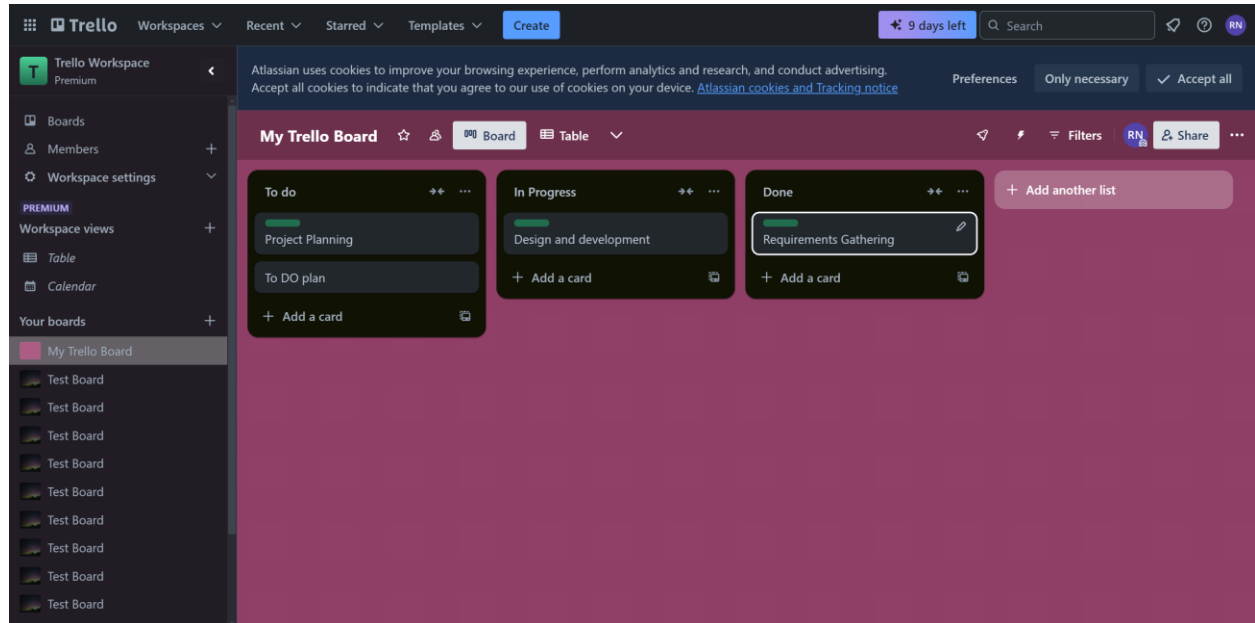 Trello Workspaces Recent Starred Templates Create 9 days left Search RN
T Trello Workspace
Premium
Boards
Members
Workspace settings
PREMIUM
Workspace views
Table
Calendar
Your boards
My Trello Board
Test Board
Test Board
Test Board
Test Board
Test Board
Test Board
Test Board
Test Board
Test Board
Atlassian uses cookies to improve your browsing experience, perform analytics and research, and conduct advertising.
Accept all cookies to indicate that you agree to our use of cookies on your device. Atlassian cookies and Tracking notice
Preferences Only necessary Accept all
My Trello Board Board Table Filters RN Share
To do
Project Planning
To DO plan
Add a card
In Progress
Design and development
Add a card
Done
Requirements Gathering
Add a card
Add another list